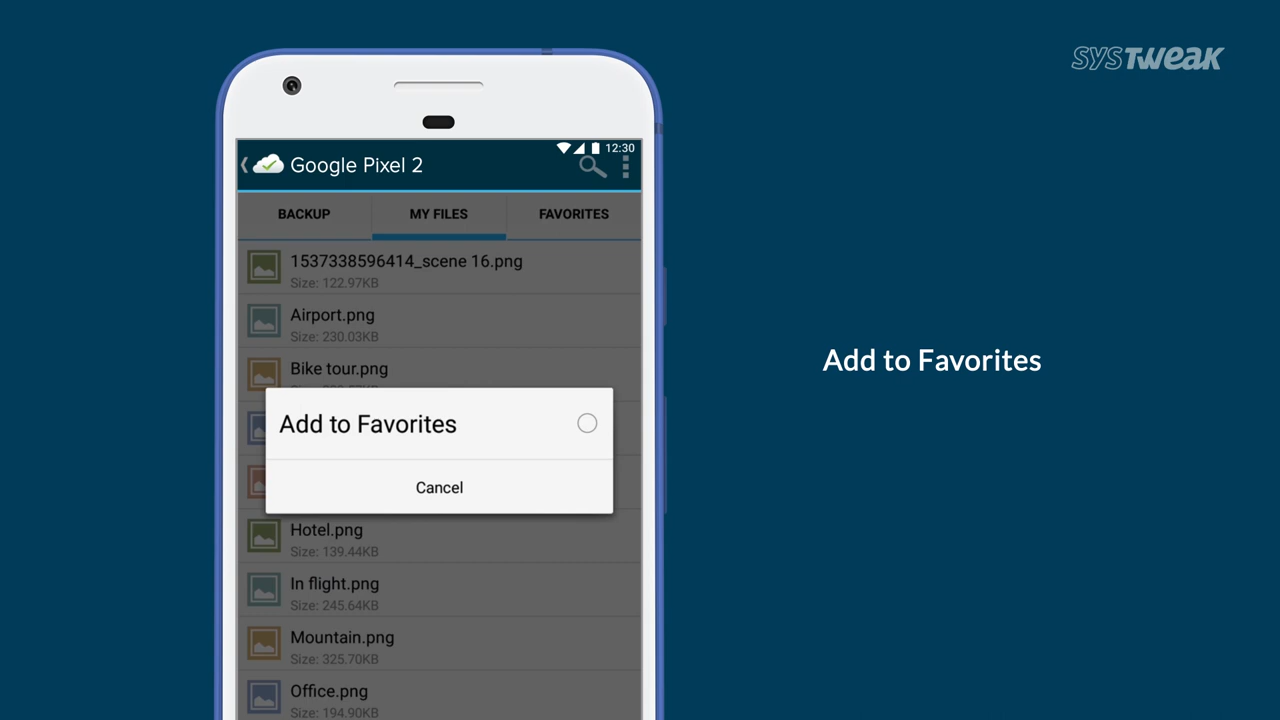 SYSTWEAK
12:30
Google Pixel 2
BACKUP
MY FILES
FAVORITES
1537338596414_scene 16.png
Size: 122.97KB
Airport.png
Size: 230.03KB
Bike tour.png
Add to Favorites
Cancel
Hotel.png
Size: 139.44KB
In flight.png
Size: 245.64KB
Mountain.png
Size: 325.70KB
Office.png
Size: 194.90KB
Add to Favorites